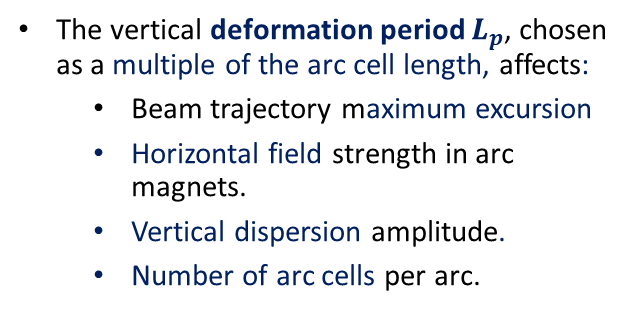 • The vertical deformation period Lₚ, chosen
as a multiple of the arc cell length, affects:
• Beam trajectory maximum excursion
• Horizontal field strength in arc
magnets.
• Vertical dispersion amplitude.
• Number of arc cells per arc.